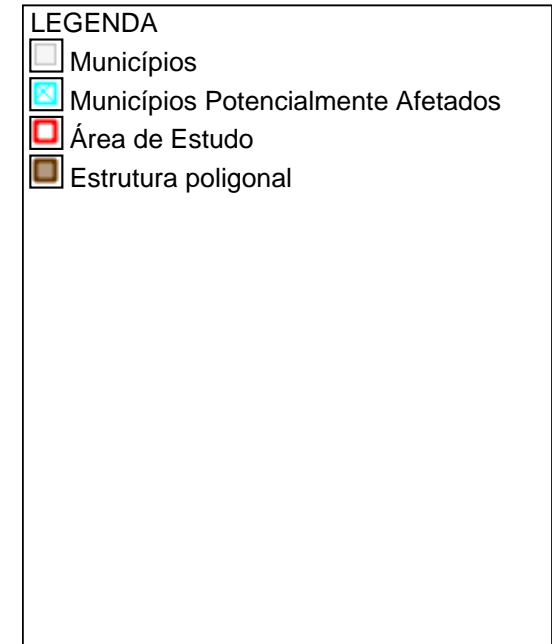 LEGENDA
Municípios
Municípios Potencialmente Afetados
Área de Estudo
Estrutura poligonal